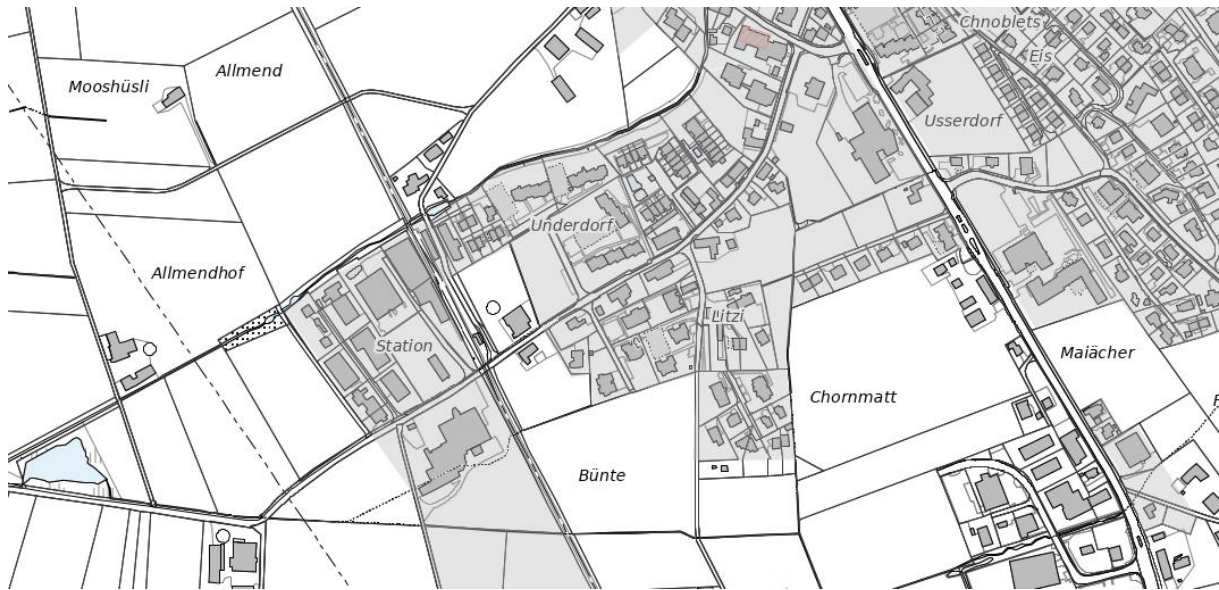 Chnoblets
Allmend
Eis
Mooshüsli
Usserdorf
Underdorf
Allmendhof
Litzi
Station
Maiächer
Chornmatt
Bünte